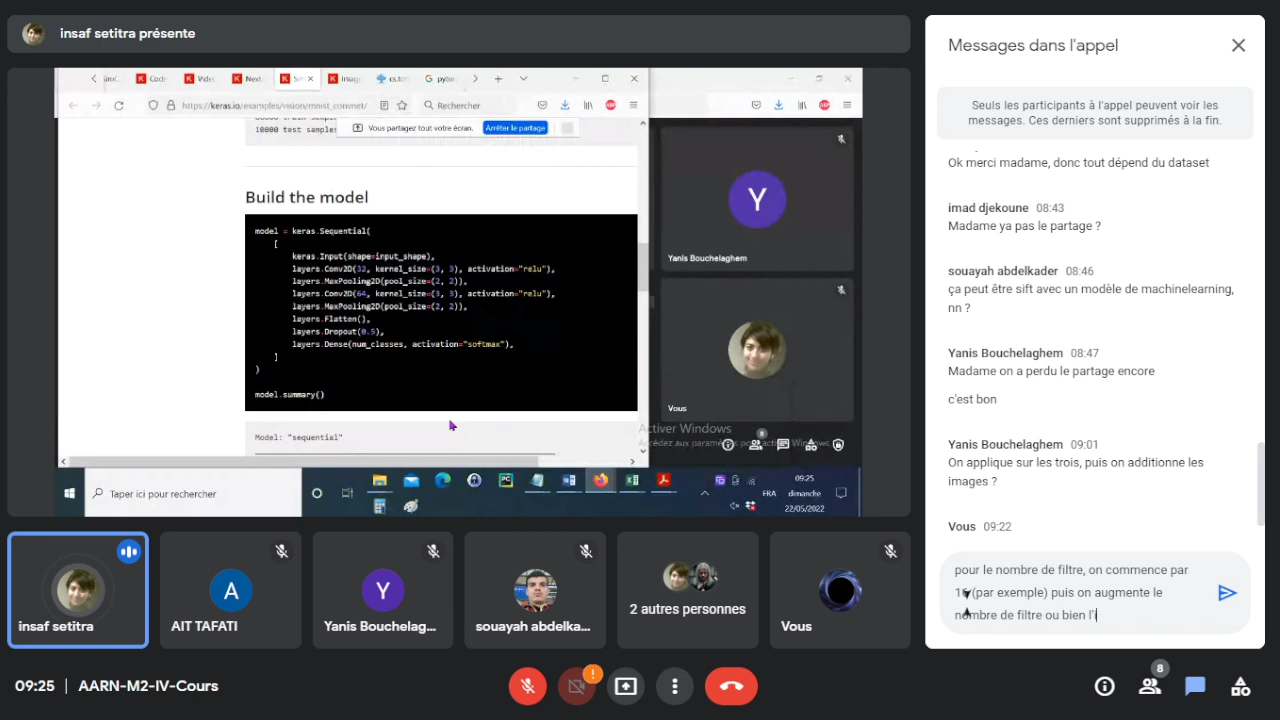 insaf setitra présente
Code
Vide
Next
Imag
cs.to
https://keras.io/examples/vision/mnist_convnet/
Rechercher
10000 test samples
Vous partagez tout votre écran.
Arrêter le partage
Build the model
model = keras.Sequential(
[
keras.Input(shape=input_shape),
layers.Conv2D(32, kernel_size=(3, 3), activation="relu"),
layers.MaxPooling2D(pool_size=(2, 2)),
layers.Conv2D(64, kernel_size=(3, 3), activation="relu"),
layers.MaxPooling2D(pool_size=(2, 2)),
layers.Flatten(),
layers.Dropout(0.5),
layers.Dense(num_classes, activation="softmax"),
]
)
model.summary()
Model: "sequential"
Y
Yanis Bouchelaghem
Vous
Activer Windows
8
Taper ici pour rechercher
PC
FRA
09:25
dimanche
22/05/2022
insaf setitra
A
AIT TAFATI
Y
Yanis Bouchelag...
souayah abdelka...
2 autres personnes
Vous
09:25 | AARN-M2-IV-Cours
!
8
Messages dans l'appel
Seuls les participants à l'appel peuvent voir les
messages. Ces derniers sont supprimés à la fin.
Ok merci madame, donc tout dépend du dataset
imad djekoune 08:43
Madame ya pas le partage ?
souayah abdelkader 08:46
ça peut être sift avec un modèle de machinelearning,
nn ?
Yanis Bouchelaghem 08:47
Madame on a perdu le partage encore
c'est bon
Yanis Bouchelaghem 09:01
On applique sur les trois, puis on additionne les
images ?
Vous 09:22
pour le nombre de filtre, on commence par
(par exemple) puis on augmente le
nombre de filtre ou bien l'i